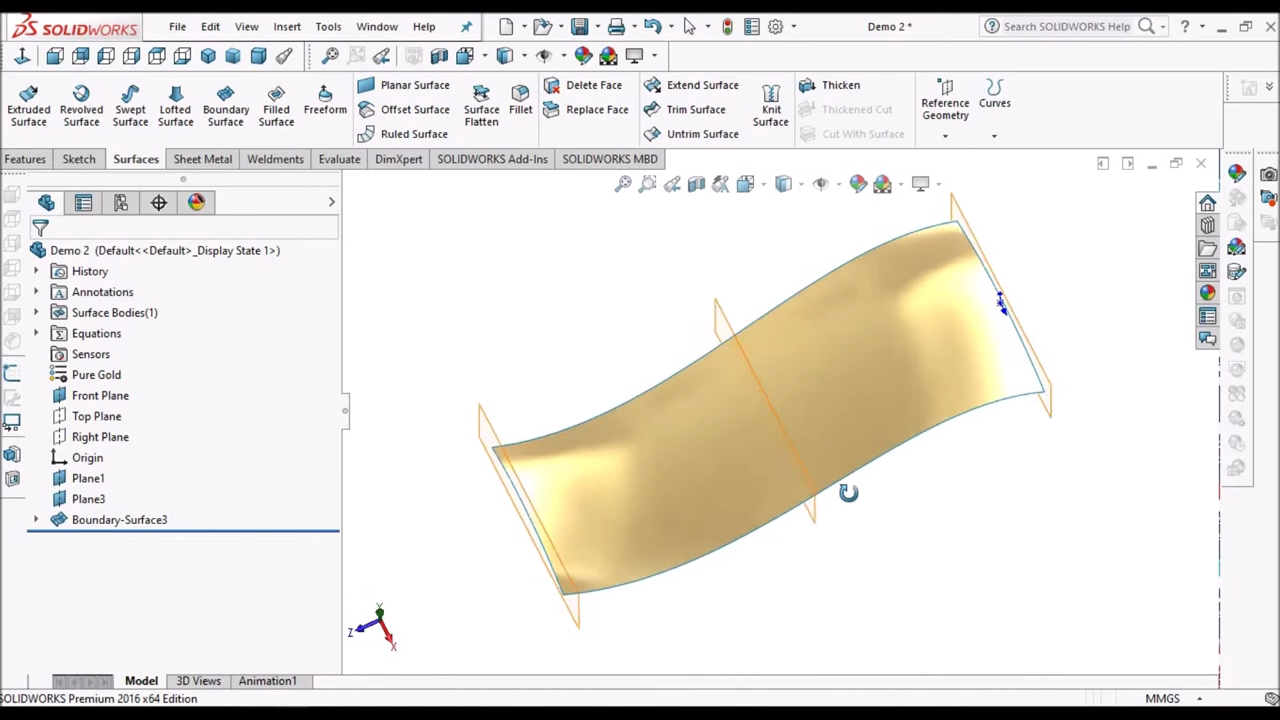 SOLIDWORKS File Edit View Insert Tools Window Help Demo 2 * Search SOLIDWORKS Help ?
Extruded Surface
Revolved Surface
Swept Surface
Lofted Surface
Boundary Surface
Filled Surface
Freeform
Planar Surface
Offset Surface
Ruled Surface
Surface Flatten
Fillet
Delete Face
Replace Face
Extend Surface
Trim Surface
Untrim Surface
Knit Surface
Thicken
Thickened Cut
Cut With Surface
Reference Geometry
Curves
Features Sketch Surfaces Sheet Metal Weldments Evaluate DimXpert SOLIDWORKS Add-Ins SOLIDWORKS MBD
Demo 2 (Default<<Default>_Display State 1>)
History
Annotations
Surface Bodies(1)
Equations
Sensors
Pure Gold
Front Plane
Top Plane
Right Plane
Origin
Plane1
Plane3
Boundary-Surface3
Y
Z
X
Model 3D Views Animation1
SOLIDWORKS Premium 2016 x64 Edition MMGS